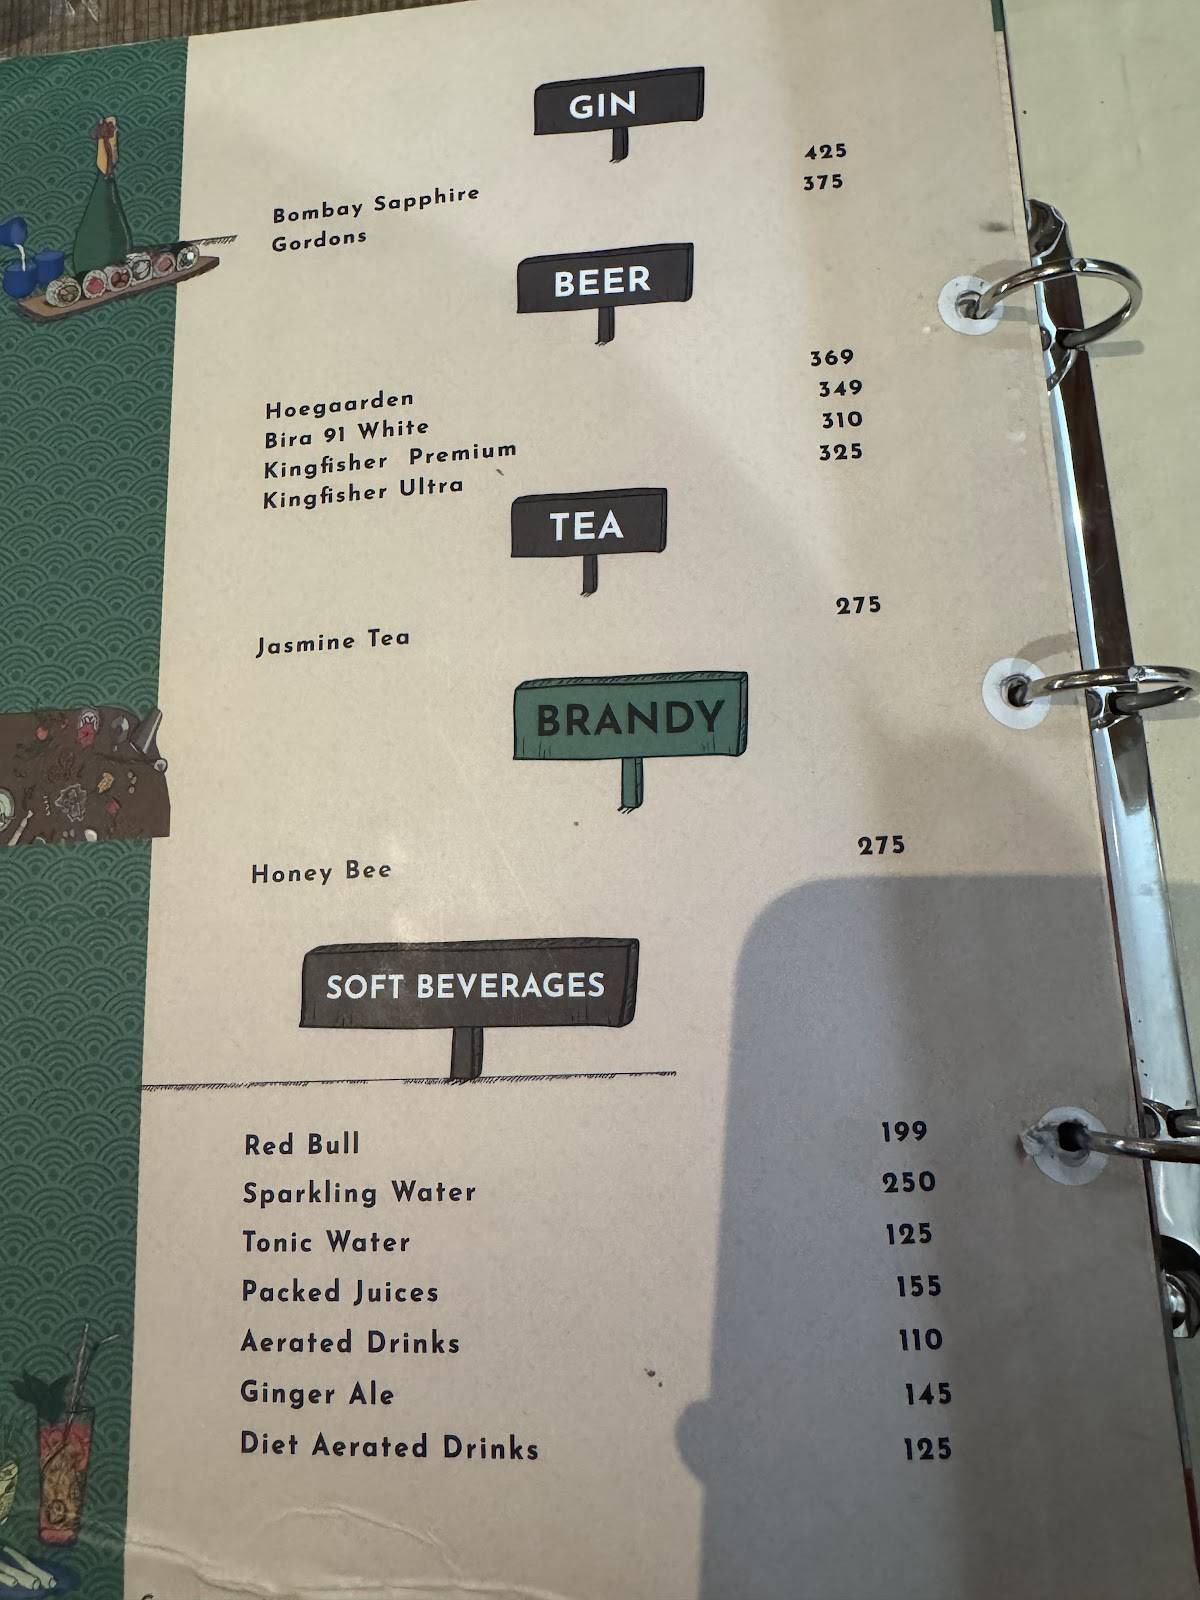 GIN
Bombay Sapphire 425
Gordons 375
BEER
Hoegaarden 369
Bira 91 White 349
Kingfisher Premium 310
Kingfisher Ultra 325
TEA
Jasmine Tea 275
BRANDY
Honey Bee 275
SOFT BEVERAGES
Red Bull 199
Sparkling Water 250
Tonic Water 125
Packed Juices 155
Aerated Drinks 110
Ginger Ale 145
Diet Aerated Drinks 125